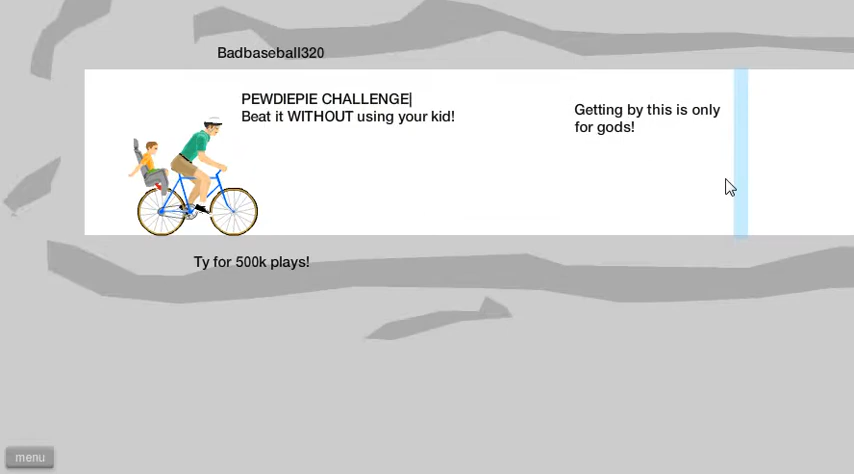 Badbaseball320
PEWDIEPIE CHALLENGE|
Beat it WITHOUT using your kid!
Getting by this is only
for gods!
Ty for 500k plays!
menu